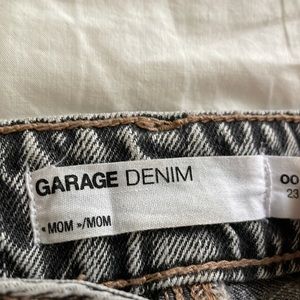 GARAGE DENIM
« MOM »/MOM
00
23